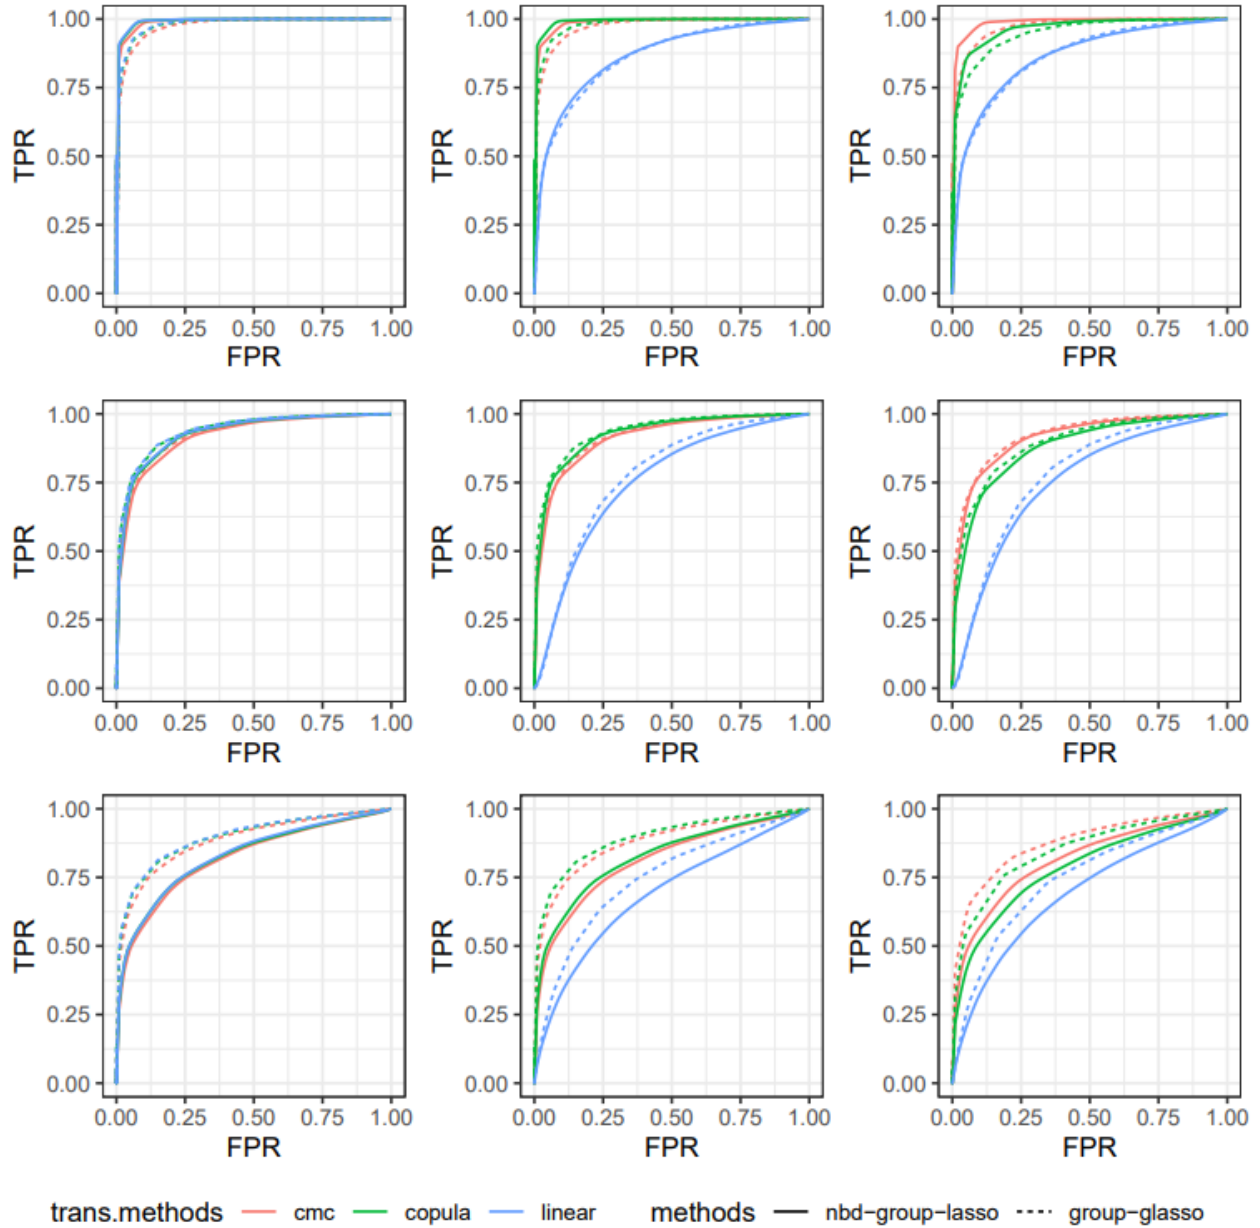 1.00 1.00 1.00
0.75 0.75 0.75
TPR TPR TPR
0.50 0.50 0.50
0.25 0.25 0.25
0.00 0.00 0.00
0.00 0.25 0.50 0.75 1.00 0.00 0.25 0.50 0.75 1.00 0.00 0.25 0.50 0.75 1.00
FPR FPR FPR
1.00 1.00 1.00
0.75 0.75 0.75
TPR TPR TPR
0.50 0.50 0.50
0.25 0.25 0.25
0.00 0.00 0.00
0.00 0.25 0.50 0.75 1.00 0.00 0.25 0.50 0.75 1.00 0.00 0.25 0.50 0.75 1.00
FPR FPR FPR
1.00 1.00 1.00
0.75 0.75 0.75
TPR TPR TPR
0.50 0.50 0.50
0.25 0.25 0.25
0.00 0.00 0.00
0.00 0.25 0.50 0.75 1.00 0.00 0.25 0.50 0.75 1.00 0.00 0.25 0.50 0.75 1.00
FPR FPR FPR
trans.methods cmc copula linear methods nbd-group-lasso group-glasso